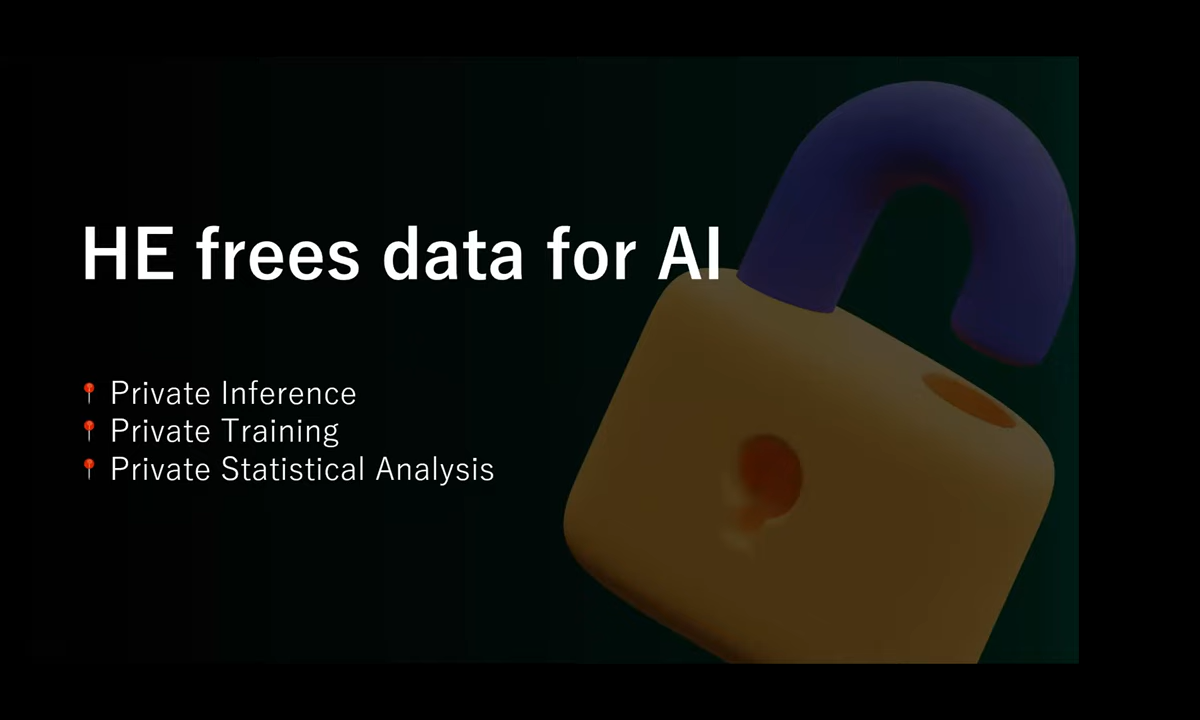 HE frees data for AI
📍 Private Inference
📍 Private Training
📍 Private Statistical Analysis